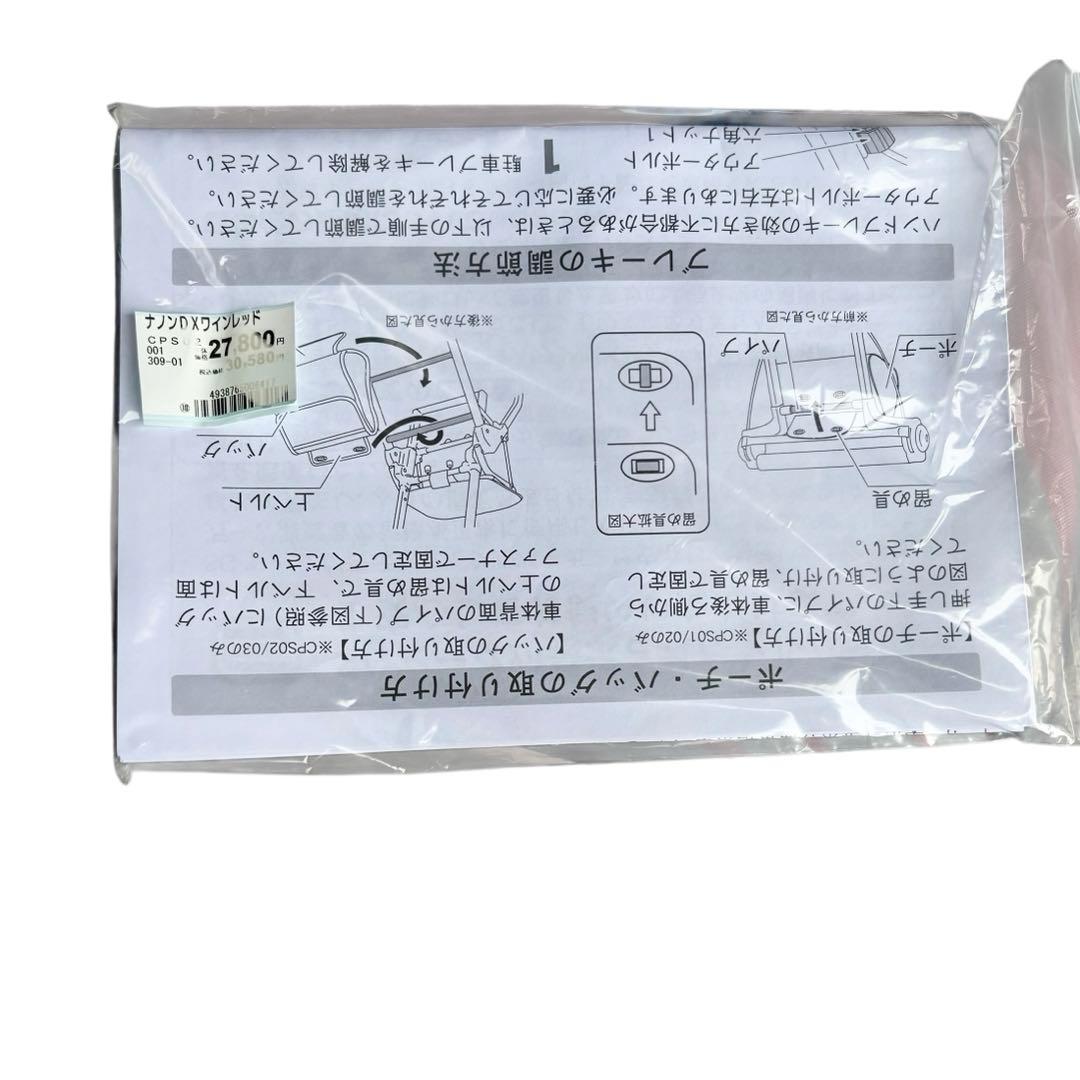 ポーチ・バッグの取り付け方
【ポーチの取り付け方】※CPS01/02のみ
押し手下のパイプに、車体後ろ側から
図のように取り付け、留め具で固定し
てください。
留め具
ポーチ
パイプ
※前方から見た図
留め具拡大図
【バッグの取り付け方】※CPS02/03のみ
車体背面のパイプ(下図参照)にバッグ
の上ベルトは留め具で、下ベルトは面
ファスナーで固定してください。
上ベルト
バッグ
※後方から見た図
ブレーキの調節方法
ハンドブレーキの効き方に不都合があるときは、以下の手順で調節してください。
アウターボルトは左右にあります。必要に応じてそれぞれを調節してください。
アウターボルト
六角ナット1
1 駐車ブレーキを解除してください。
ナノンDXワインレッド
CPS
001
309-01
27,800円
税込価格 30,580円
493876